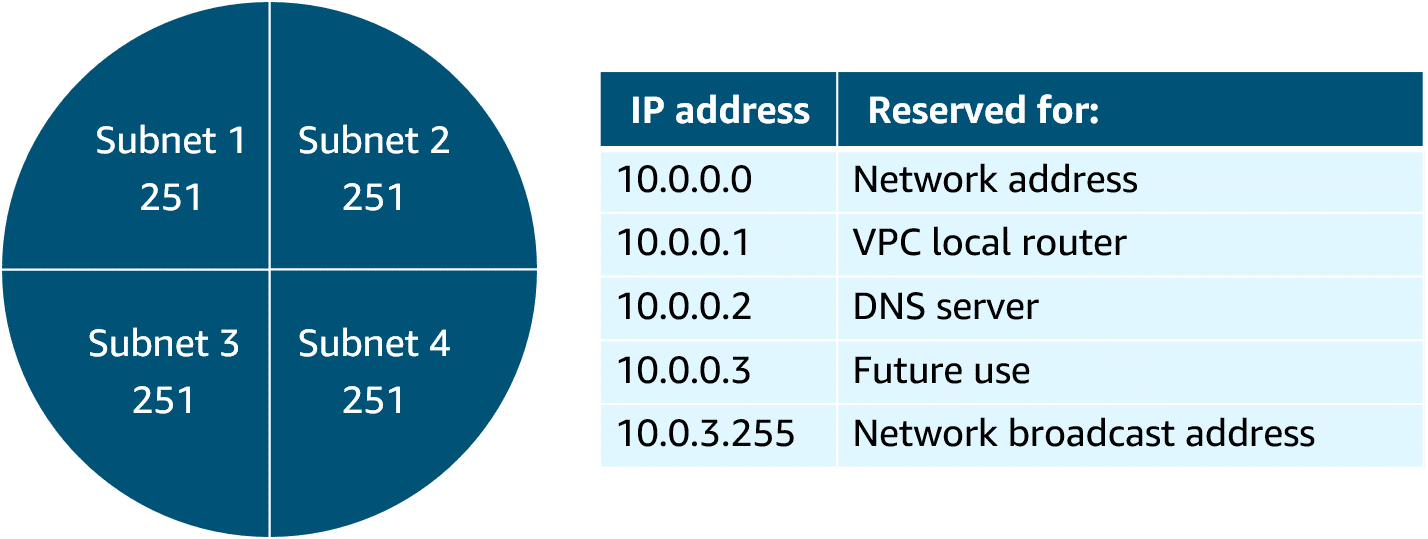 Subnet 1
251
Subnet 2
251
Subnet 3
251
Subnet 4
251
IP address Reserved for:
10.0.0.0 Network address
10.0.0.1 VPC local router
10.0.0.2 DNS server
10.0.0.3 Future use
10.0.3.255 Network broadcast address